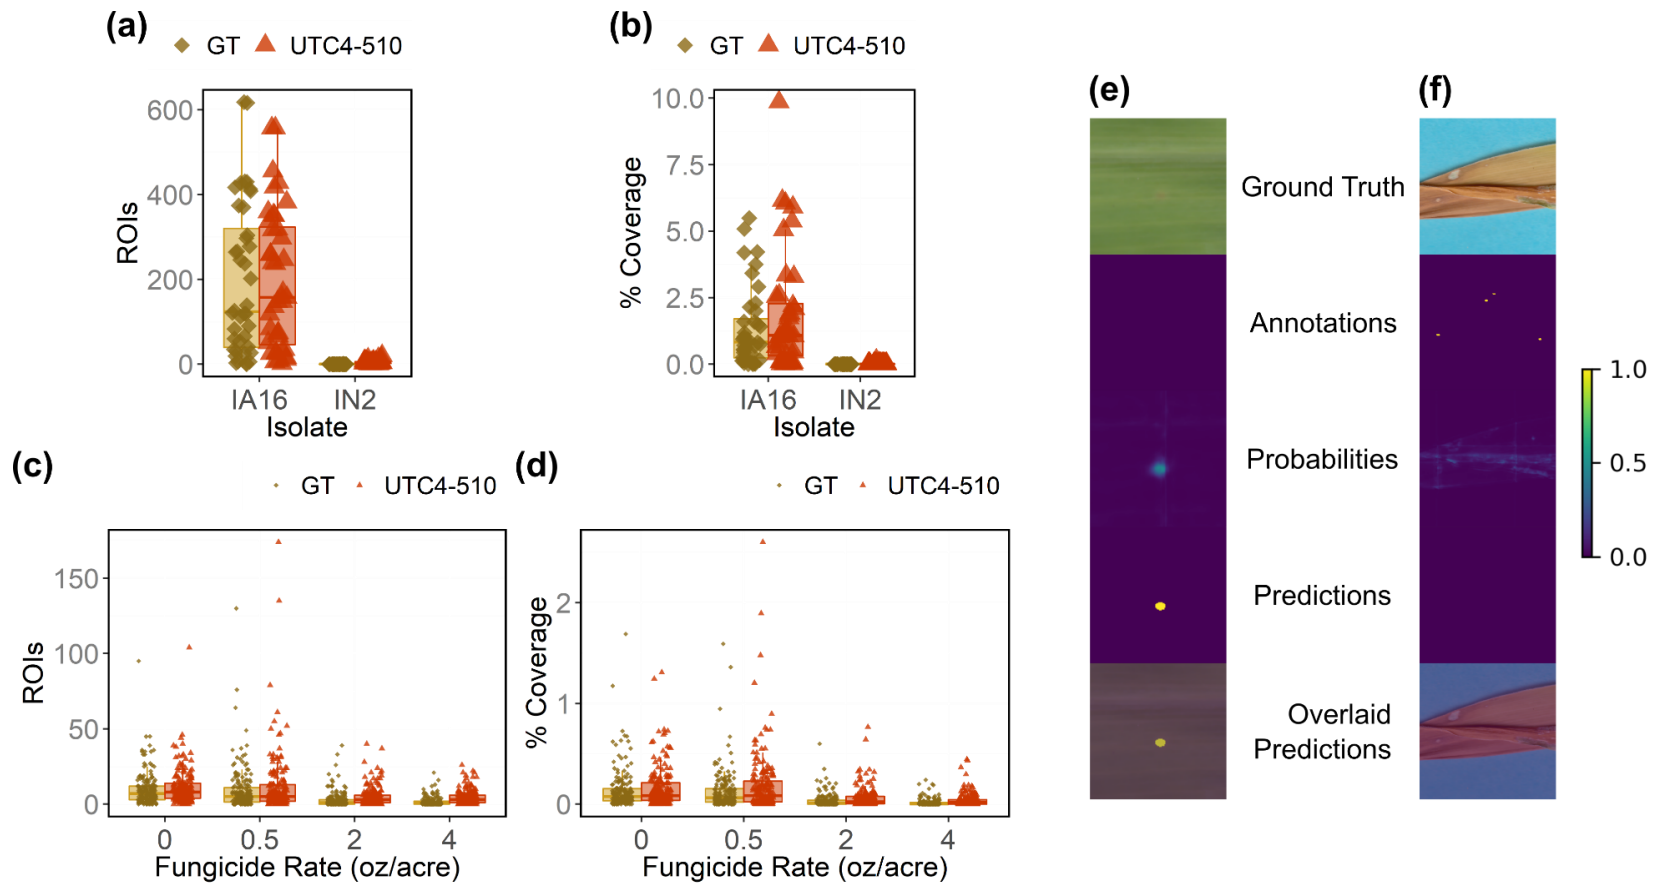 (a)
GT
UTC4-510
600
400
200
0
ROIs
IA16
IN2
Isolate
(b)
GT
UTC4-510
10.0
7.5
5.0
2.5
0.0
% Coverage
IA16
IN2
Isolate
(c)
GT
UTC4-510
150
100
50
0
ROIs
0
0.5
2
4
Fungicide Rate (oz/acre)
(d)
GT
UTC4-510
2
1
0
% Coverage
0
0.5
2
4
Fungicide Rate (oz/acre)
(e)
(f)
Ground Truth
Annotations
Probabilities
Predictions
Overlaid
Predictions
1.0
0.5
0.0